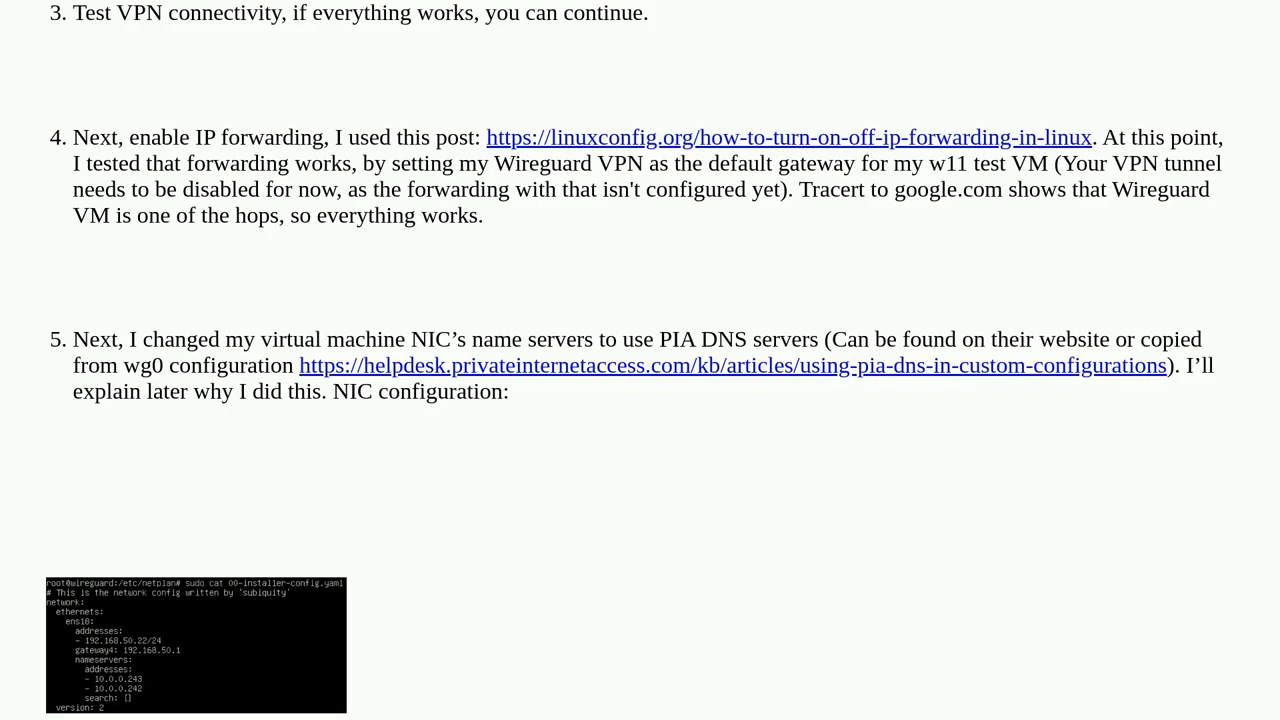 3. Test VPN connectivity, if everything works, you can continue.
4. Next, enable IP forwarding, I used this post: https://linuxconfig.org/how-to-turn-on-off-ip-forwarding-in-linux. At this point,
I tested that forwarding works, by setting my Wireguard VPN as the default gateway for my w11 test VM (Your VPN tunnel
needs to be disabled for now, as the forwarding with that isn't configured yet). Tracert to google.com shows that Wireguard
VM is one of the hops, so everything works.
5. Next, I changed my virtual machine NIC’s name servers to use PIA DNS servers (Can be found on their website or copied
from wg0 configuration https://helpdesk.privateinternetaccess.com/kb/articles/using-pia-dns-in-custom-configurations). I’ll
explain later why I did this. NIC configuration:
root@wireguard:/etc/netplan# sudo cat 00-installer-config.yaml
# This is the network config written by 'subiquity'
network:
  ethernets:
    ens18:
      addresses:
      - 192.168.50.22/24
      gateway4: 192.168.50.1
      nameservers:
        addresses:
        - 10.0.0.243
        - 10.0.0.242
        search: []
  version: 2